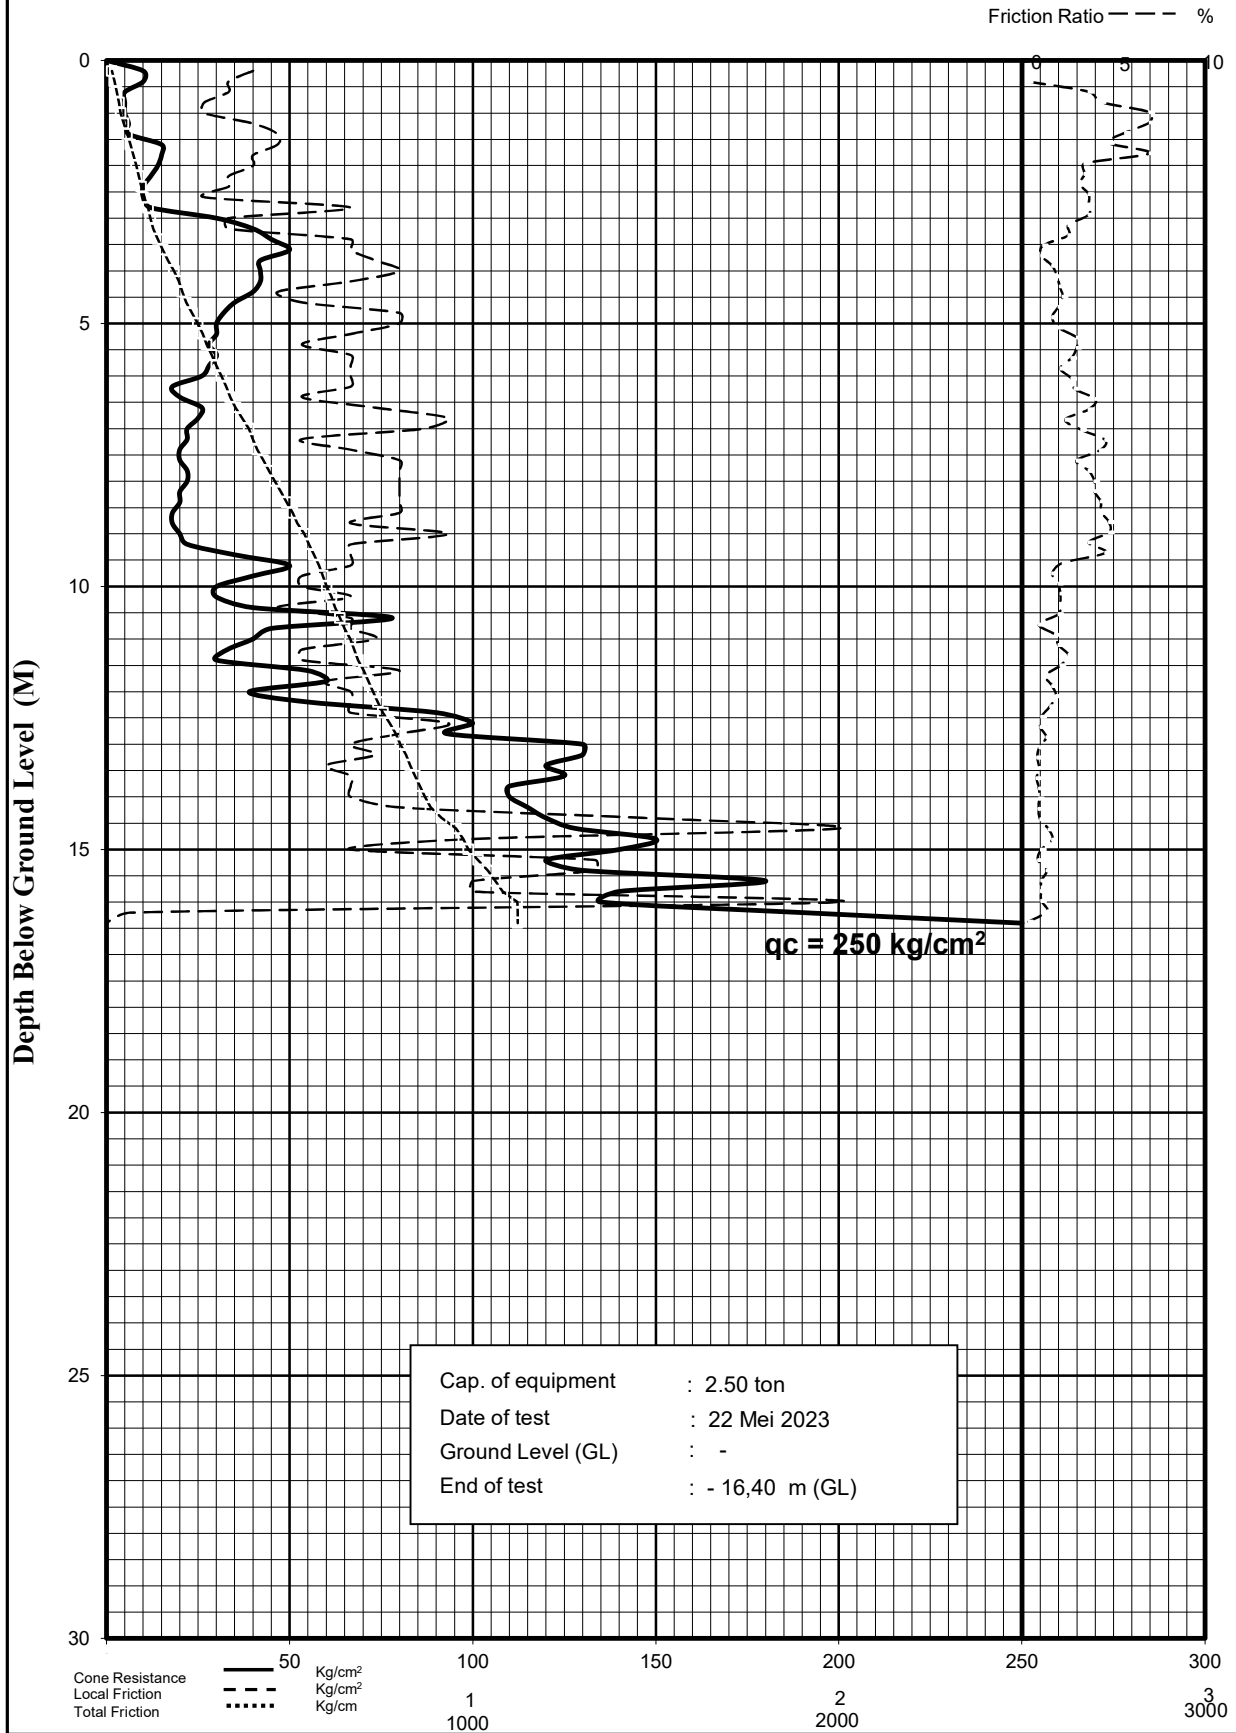 Friction Ratio %
0 5 10
0
5
10
15
20
25
30
Depth Below Ground Level (M)
qc = 250 kg/cm²
Cap. of equipment : 2.50 ton
Date of test : 22 Mei 2023
Ground Level (GL) : -
End of test : - 16,40 m (GL)
50 100 150 200 250 300
Cone Resistance Kg/cm²
Local Friction Kg/cm²
Total Friction Kg/cm
1 2 3
1000 2000 3000